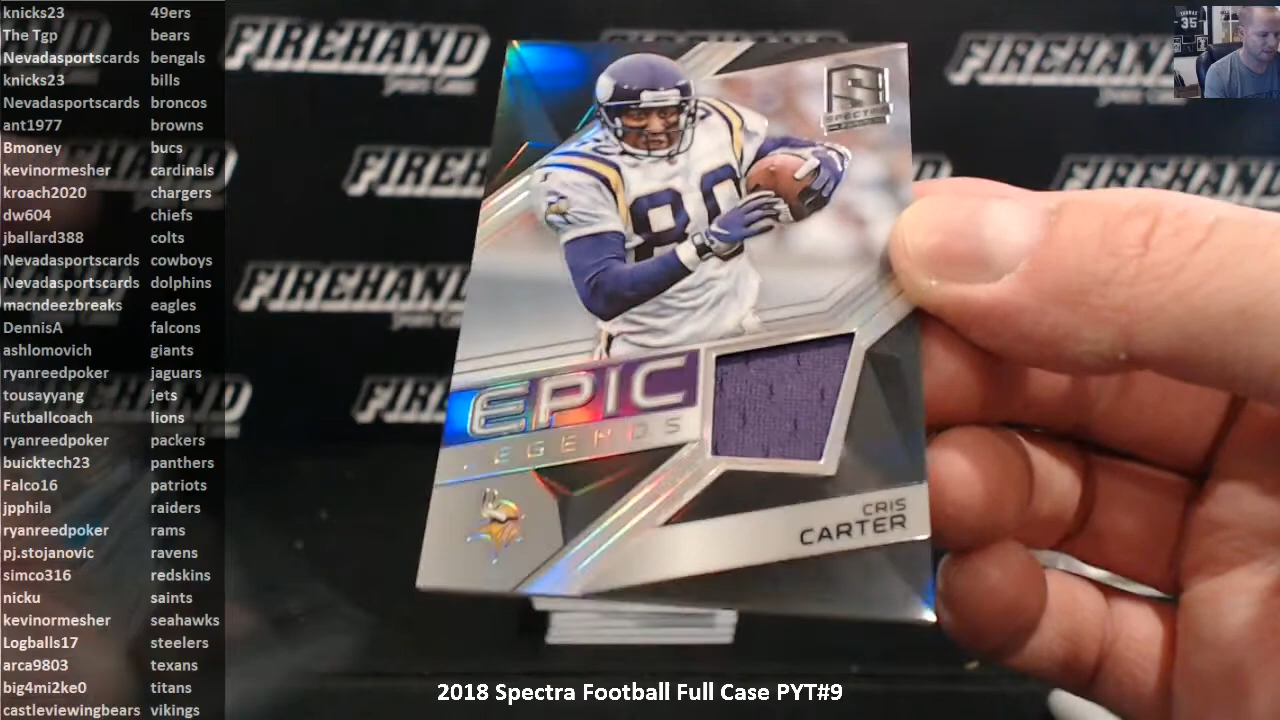 knicks23 49ers
The Tgp bears
Nevadasportscards bengals
knicks23 bills
Nevadasportscards broncos
ant1977 browns
Bmoney bucs
kevinormesher cardinals
kroach2020 chargers
dw604 chiefs
jballard388 colts
Nevadasportscards cowboys
Nevadasportscards dolphins
macndeezbreaks eagles
DennisA falcons
ashlomovich giants
ryanreedpoker jaguars
tousayyang jets
Futballcoach lions
ryanreedpoker packers
buicktech23 panthers
Falco16 patriots
jpphila raiders
ryanreedpoker rams
pj.stojanovic ravens
simco316 redskins
nicku saints
kevinormesher seahawks
Logballs17 steelers
arca9803 texans
big4mi2ke0 titans
castleviewingbears vikings
FIREHAND
FIREHAND
FIREHAND
FIREHAND
SPECTRA
80
EPIC
LEGENDS
CRIS
CARTER
35
2018 Spectra Football Full Case PYT#9